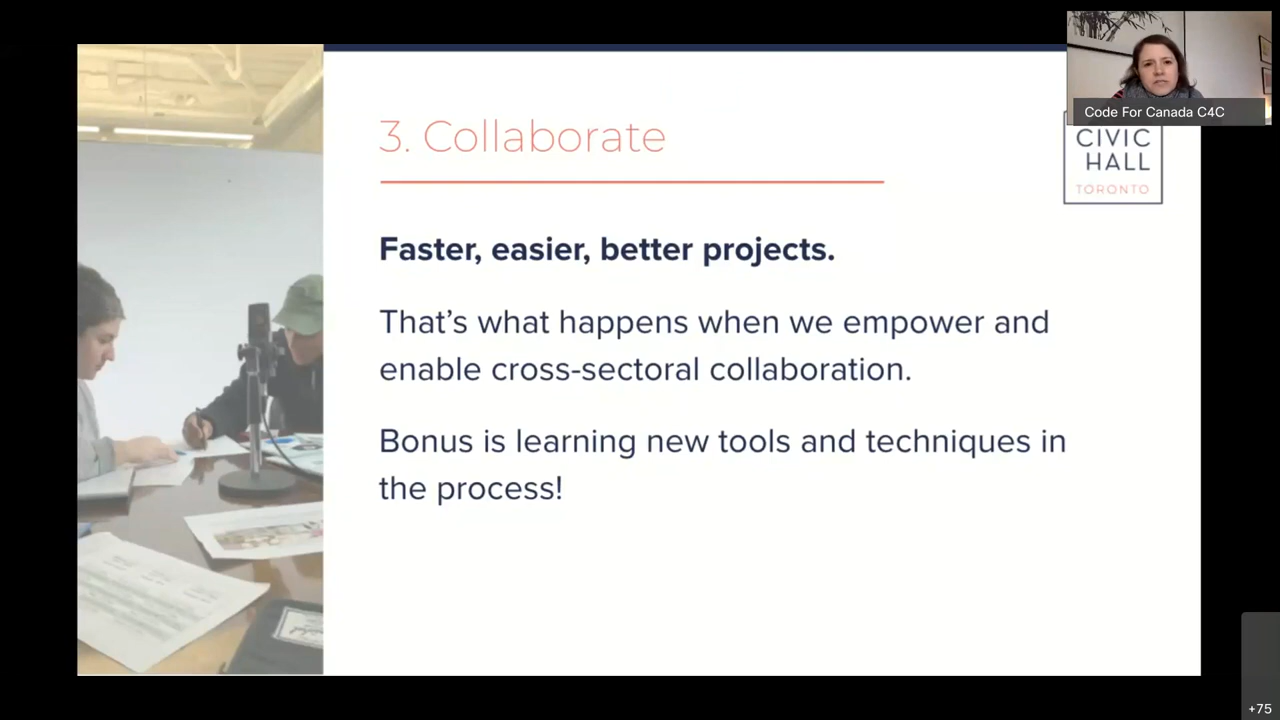 Code For Canada C4C
3. Collaborate
CIVIC
HALL
TORONTO
Faster, easier, better projects.
That’s what happens when we empower and
enable cross-sectoral collaboration.
Bonus is learning new tools and techniques in
the process!
+75